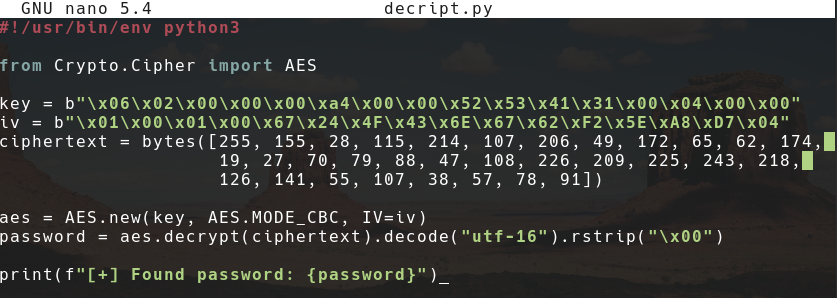 GNU nano 5.4 decript.py
#!/usr/bin/env python3
from Crypto.Cipher import AES
key = b"\x06\x02\x00\x00\x00\xa4\x00\x00\x52\x53\x41\x31\x00\x04\x00\x00"
iv = b"\x01\x00\x01\x00\x67\x24\x4F\x43\x6E\x67\x62\xF2\x5E\xA8\xD7\x04"
ciphertext = bytes([255, 155, 28, 115, 214, 107, 206, 49, 172, 65, 62, 174,
19, 27, 70, 79, 88, 47, 108, 226, 209, 225, 243, 218,
126, 141, 55, 107, 38, 57, 78, 91])
aes = AES.new(key, AES.MODE_CBC, IV=iv)
password = aes.decrypt(ciphertext).decode("utf-16").rstrip("\x00")
print(f"[+] Found password: {password}")_